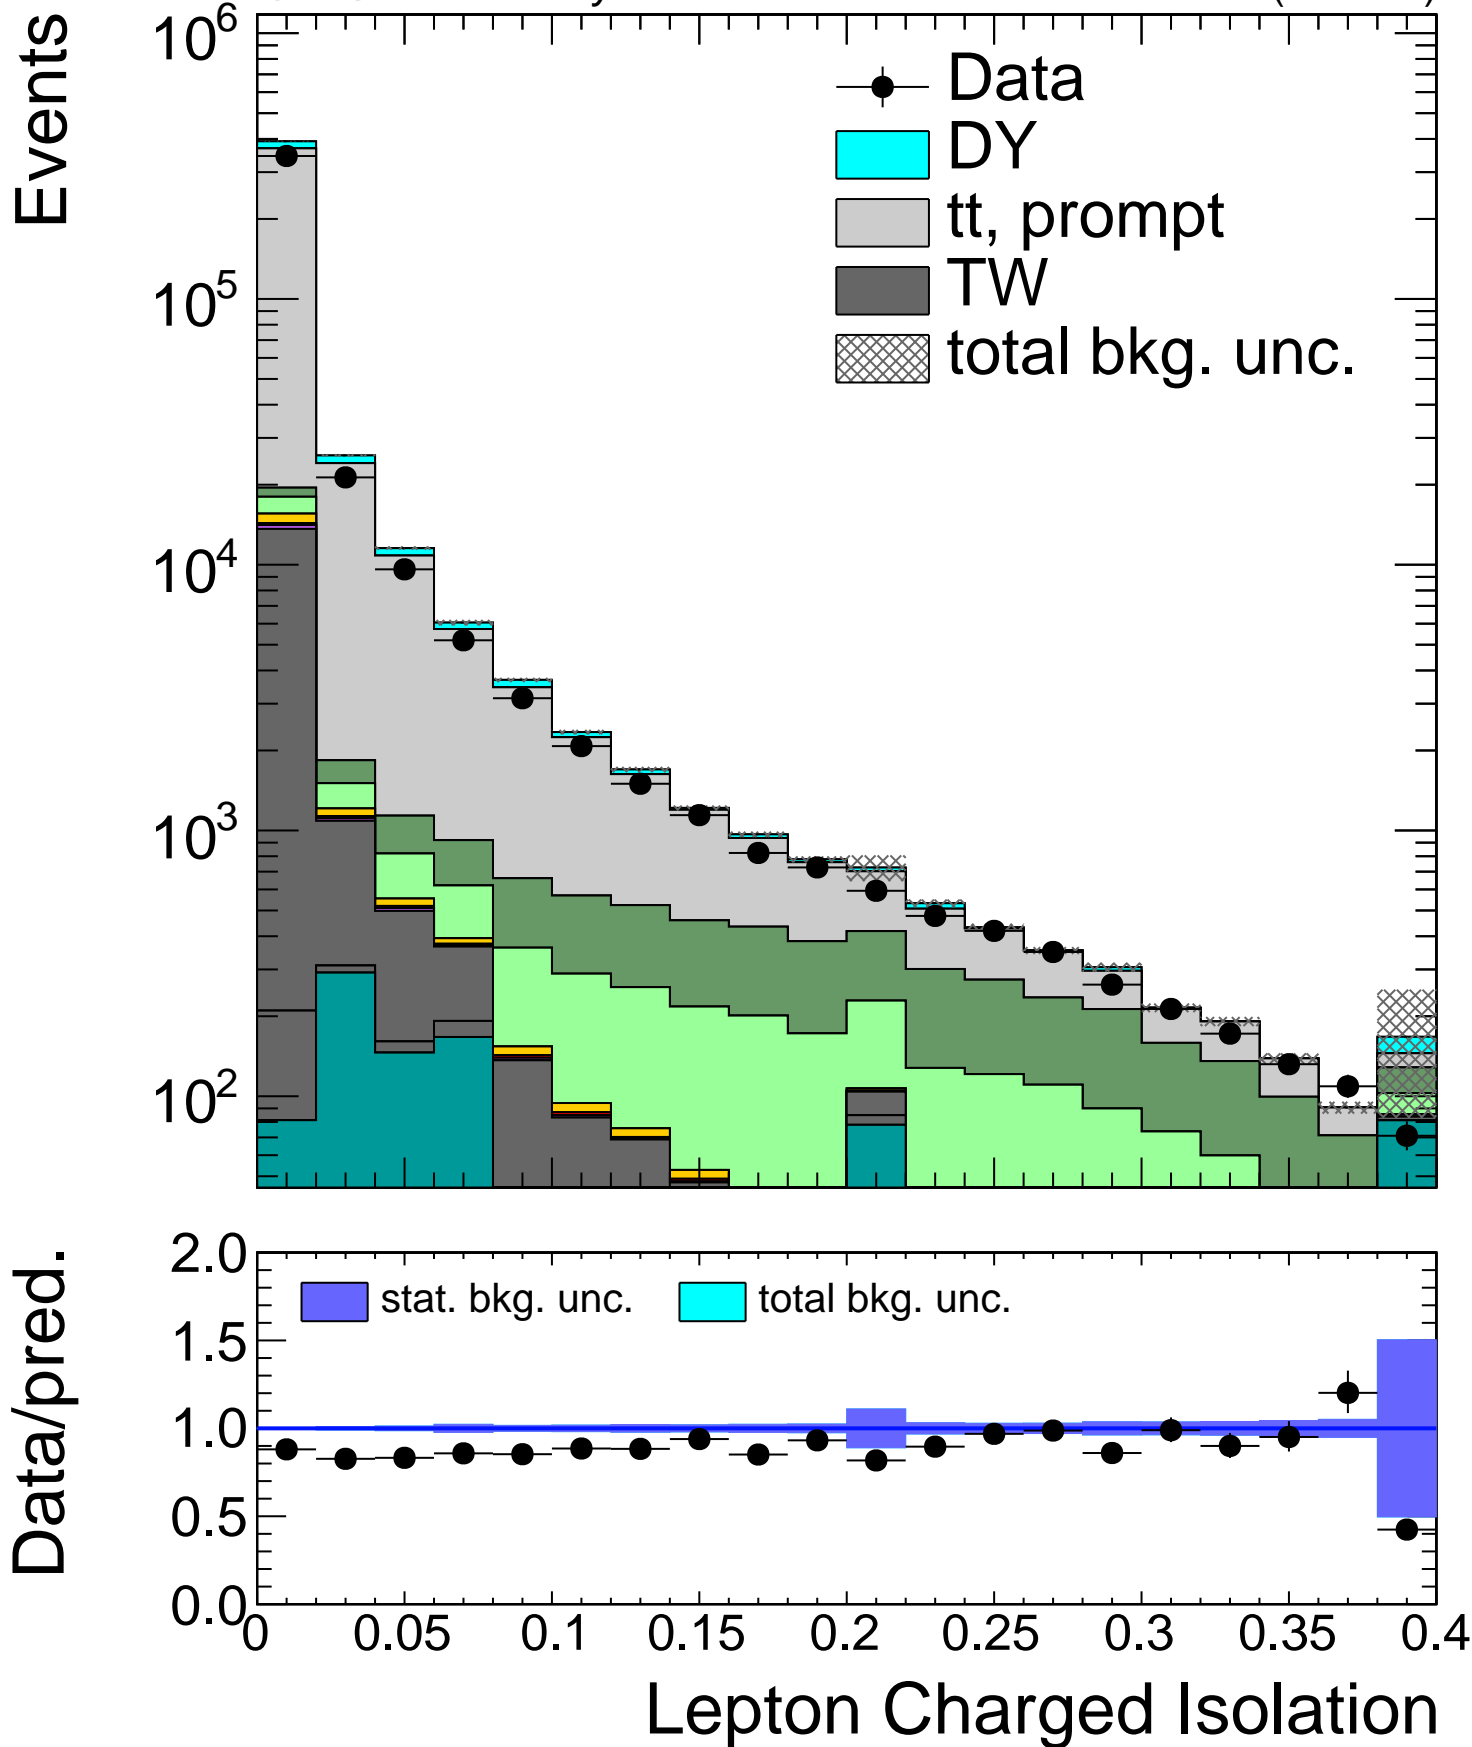 Events
10^6
10^5
10^4
10^3
10^2
Data
DY
tt, prompt
TW
total bkg. unc.
Data/pred.
2.0
1.5
1.0
0.5
0.0
stat. bkg. unc.
total bkg. unc.
0 0.05 0.1 0.15 0.2 0.25 0.3 0.35 0.4
Lepton Charged Isolation